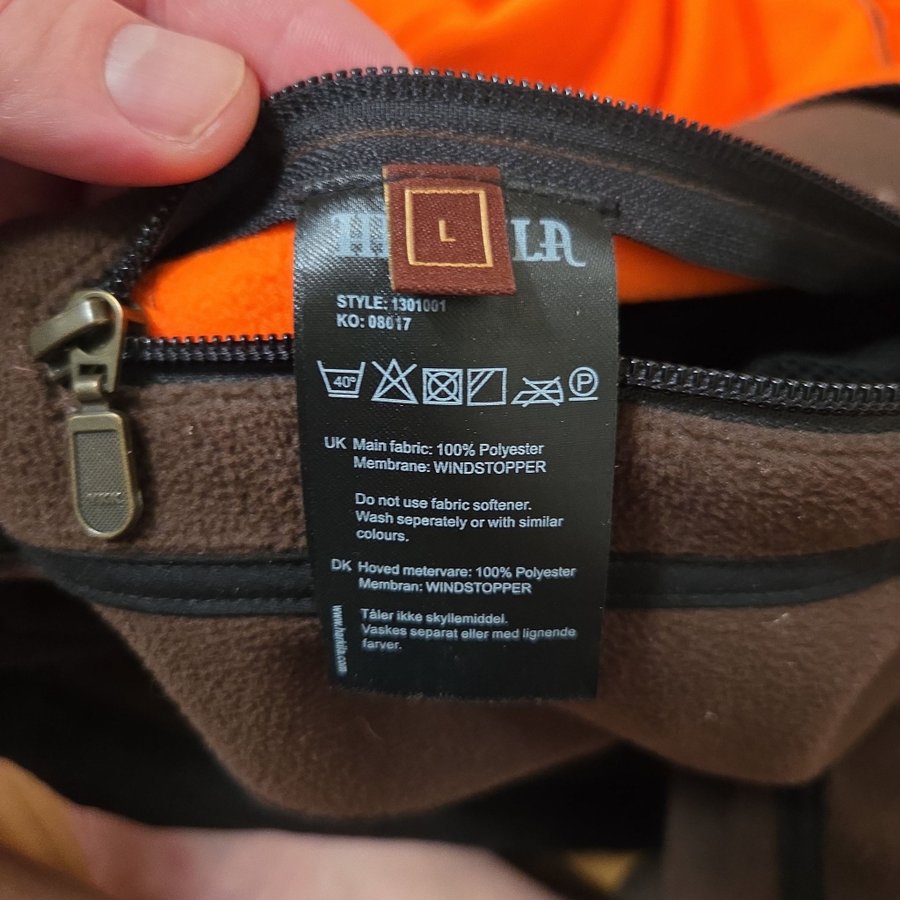 L
STYLE: 1301001
KO: 08017
40°
P
UK Main fabric: 100% Polyester
Membrane: WINDSTOPPER
Do not use fabric softener.
Wash seperately or with similar
colours.
DK Hoved metervare: 100% Polyester
Membran: WINDSTOPPER
Tåler ikke skyllemiddel.
Vaskes separat eller med lignende
farver.
www.harkila.com